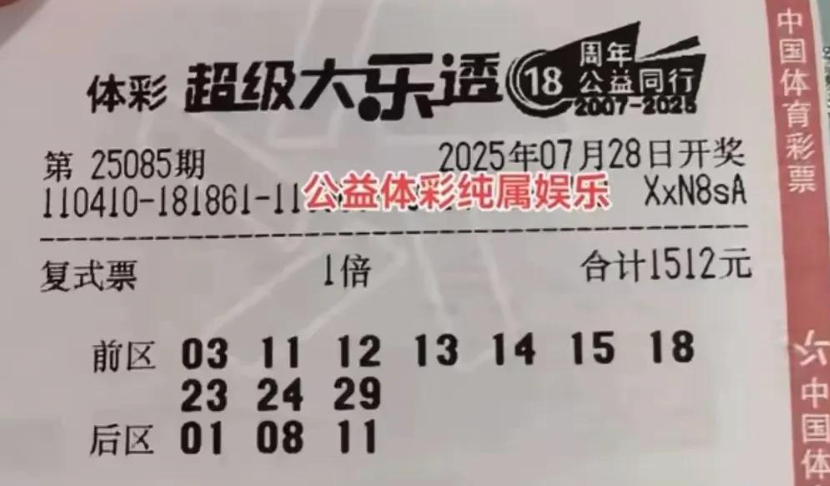 体彩 超级大乐透 18 周年
公益同行
2007-2025
第 25085期 2025年07月28日开奖
110410-181861-11 公益体彩纯属娱乐 XxN8sA
复式票 1倍 合计1512元
前区 03 11 12 13 14 15 18
23 24 29
后区 01 08 11
中国体育彩票
中国体